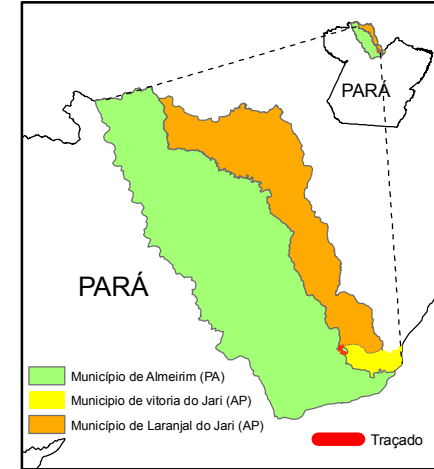 PARÁ
PARÁ
Município de Almeirim (PA)
Municipio de vitoria do Jari (AP)
Município de Laranjal do Jari (AP)
Traçado